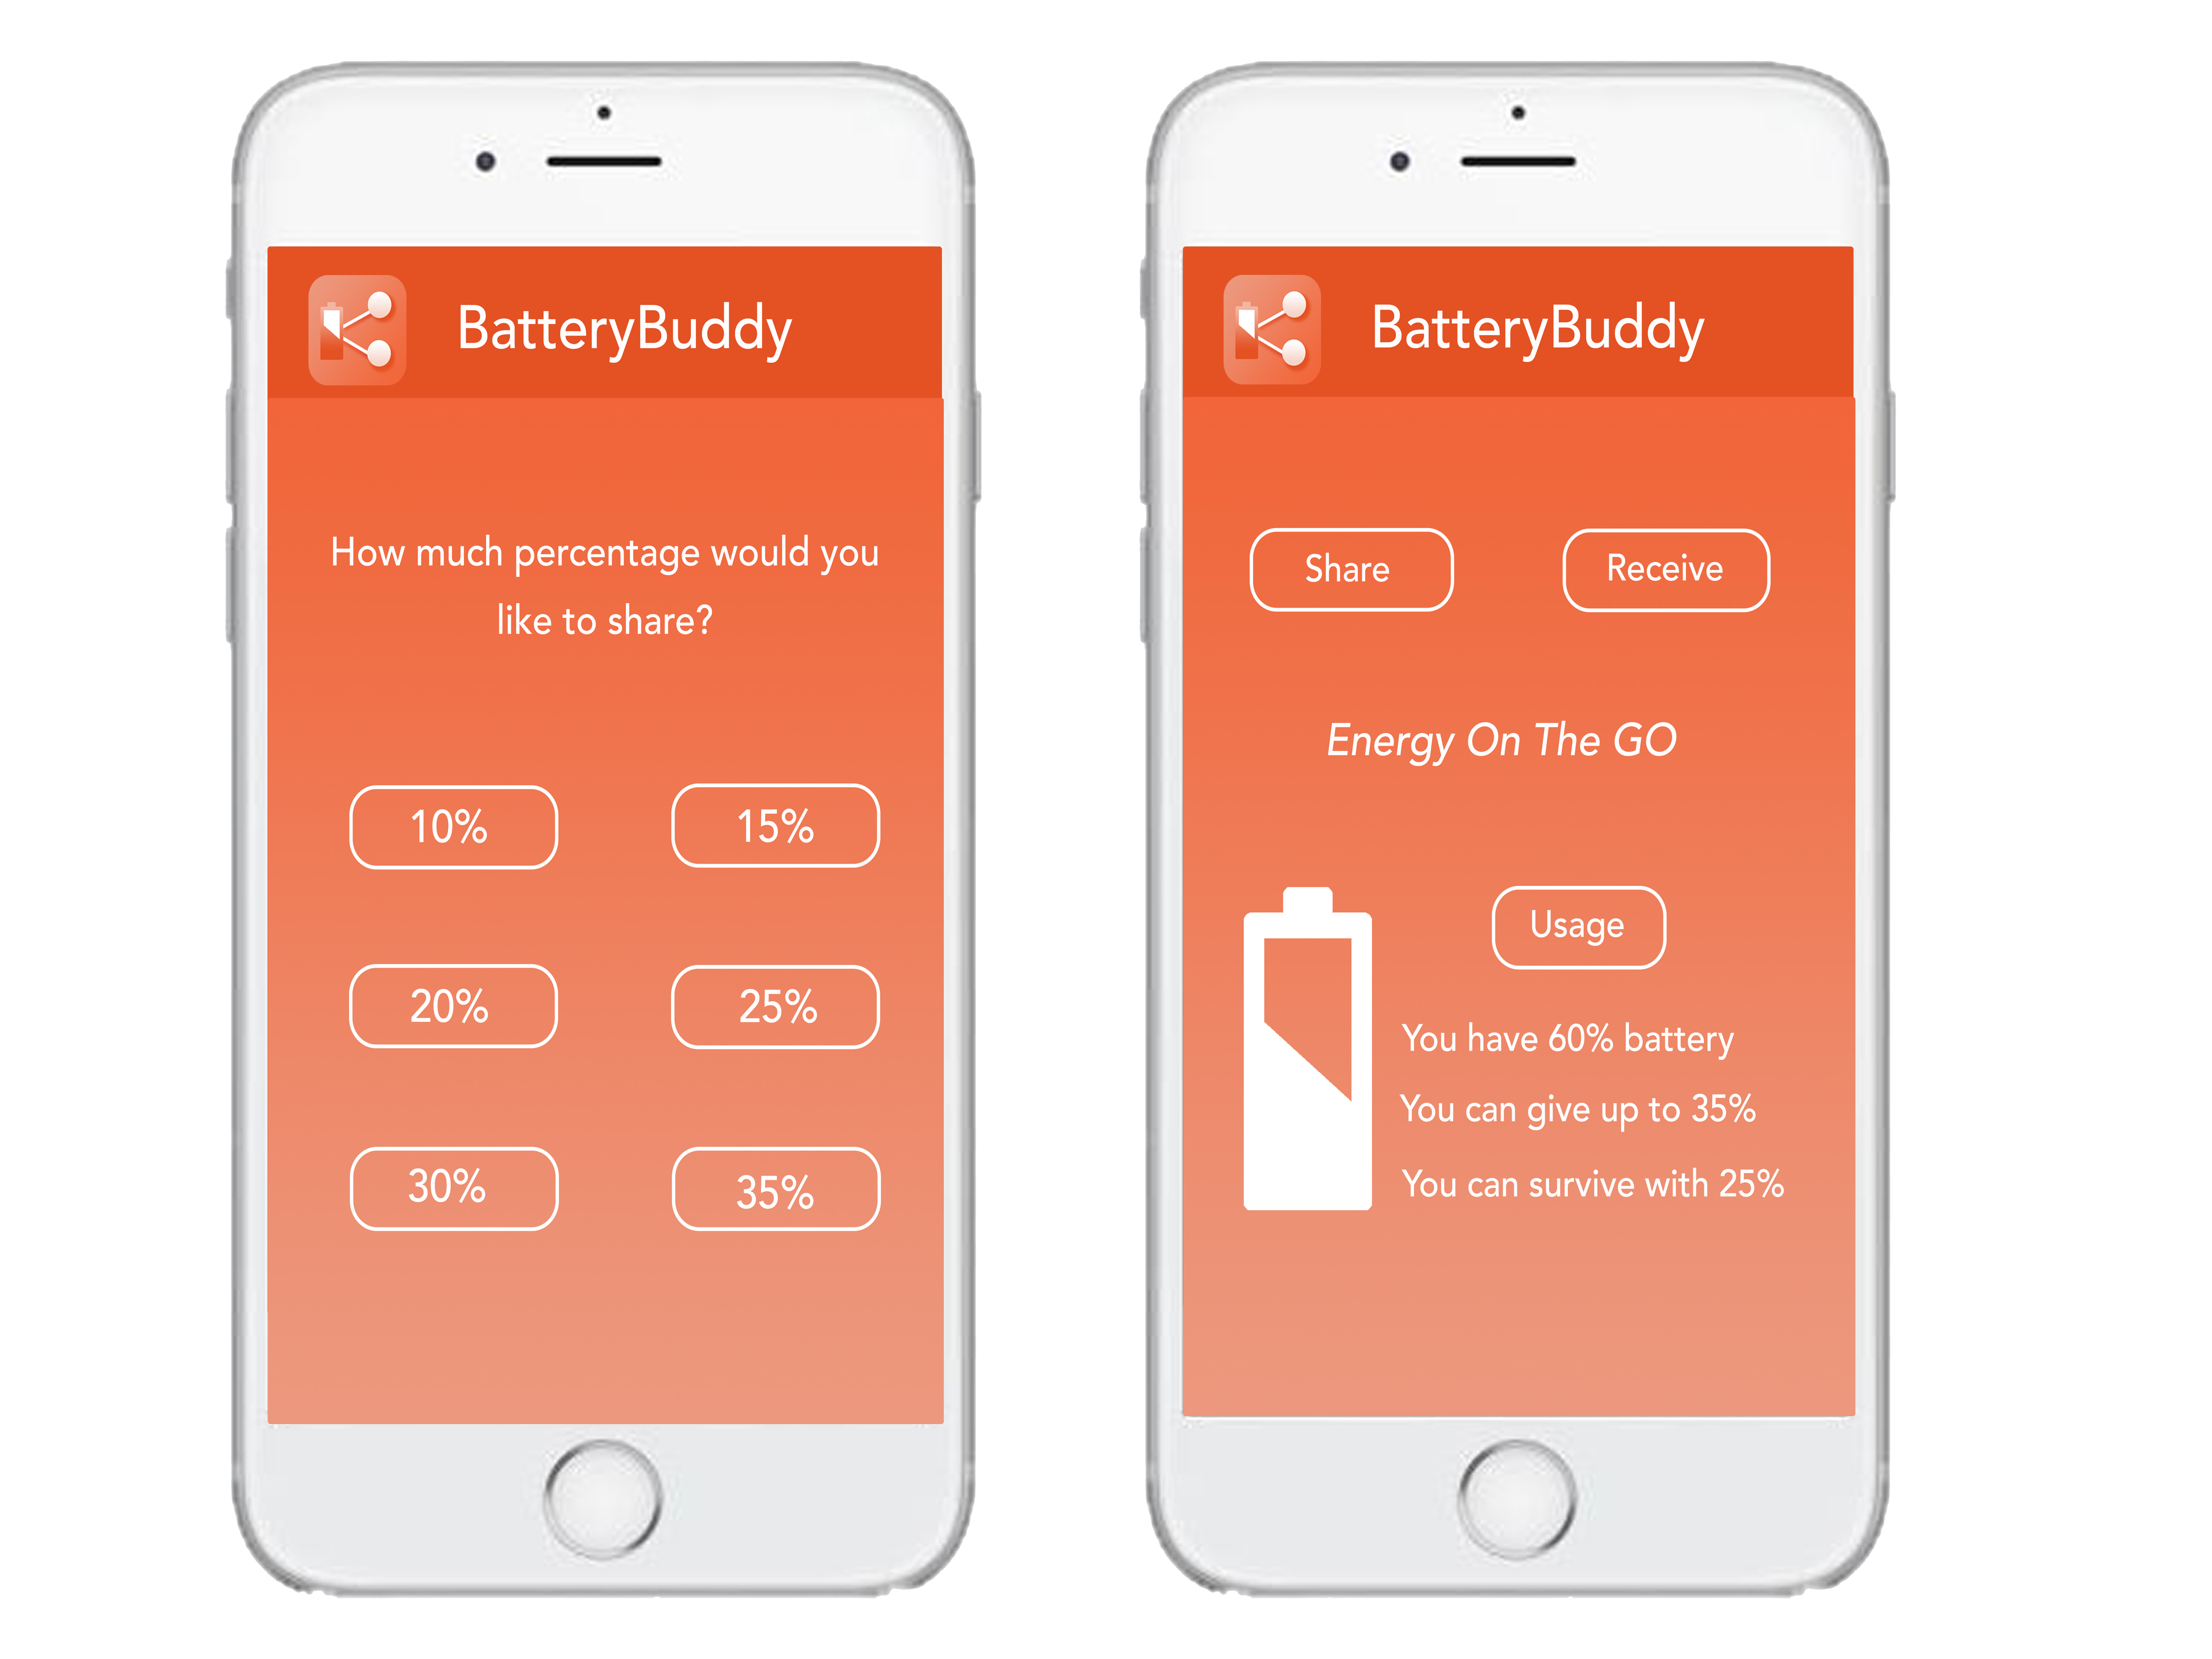 BatteryBuddy
How much percentage would you
like to share?
10% 15%
20% 25%
30% 35%
BatteryBuddy
Share Receive
Energy On The GO
Usage
You have 60% battery
You can give up to 35%
You can survive with 25%